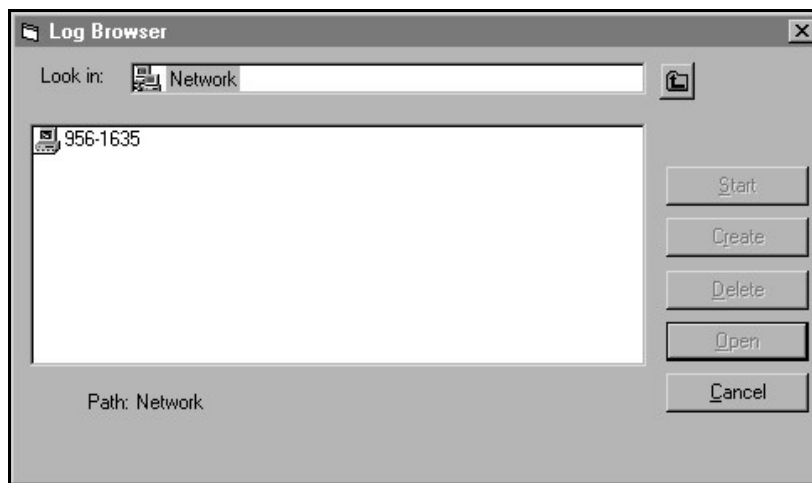 Log Browser
Look in: Network
956-1635
Start
Create
Delete
Open
Cancel
Path: Network